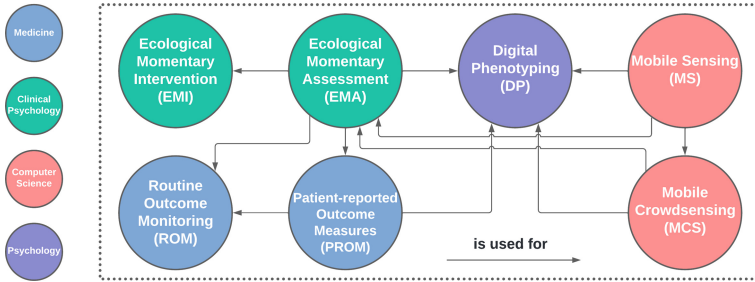 Medicine
Clinical
Psychology
Computer
Science
Psychology
Ecological
Momentary
Intervention
(EMI)
Ecological
Momentary
Assessment
(EMA)
Digital
Phenotyping
(DP)
Mobile Sensing
(MS)
Routine
Outcome
Monitoring
(ROM)
Patient-reported
Outcome
Measures
(PROM)
Mobile
Crowdsensing
(MCS)
is used for